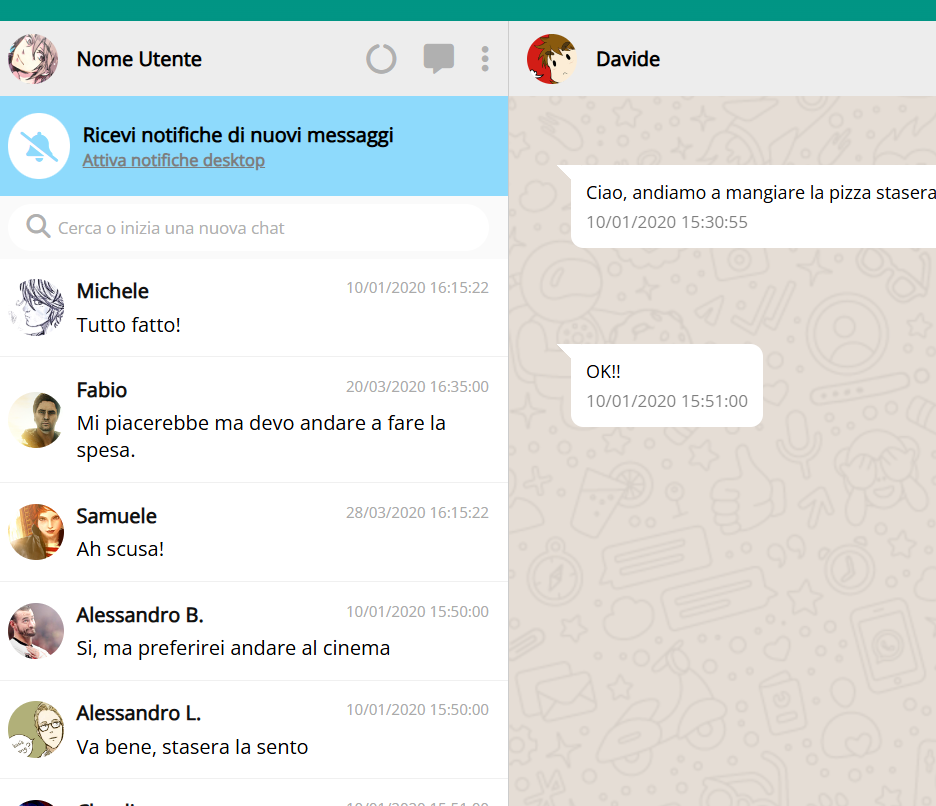 Nome Utente
Ricevi notifiche di nuovi messaggi
Attiva notifiche desktop
Cerca o inizia una nuova chat
Michele
10/01/2020 16:15:22
Tutto fatto!
Fabio
20/03/2020 16:35:00
Mi piacerebbe ma devo andare a fare la
spesa.
Samuele
28/03/2020 16:15:22
Ah scusa!
Alessandro B.
10/01/2020 15:50:00
Si, ma preferirei andare al cinema
Alessandro L.
10/01/2020 15:50:00
Va bene, stasera la sento
Davide
Ciao, andiamo a mangiare la pizza stasera
10/01/2020 15:30:55
OK!!
10/01/2020 15:51:00